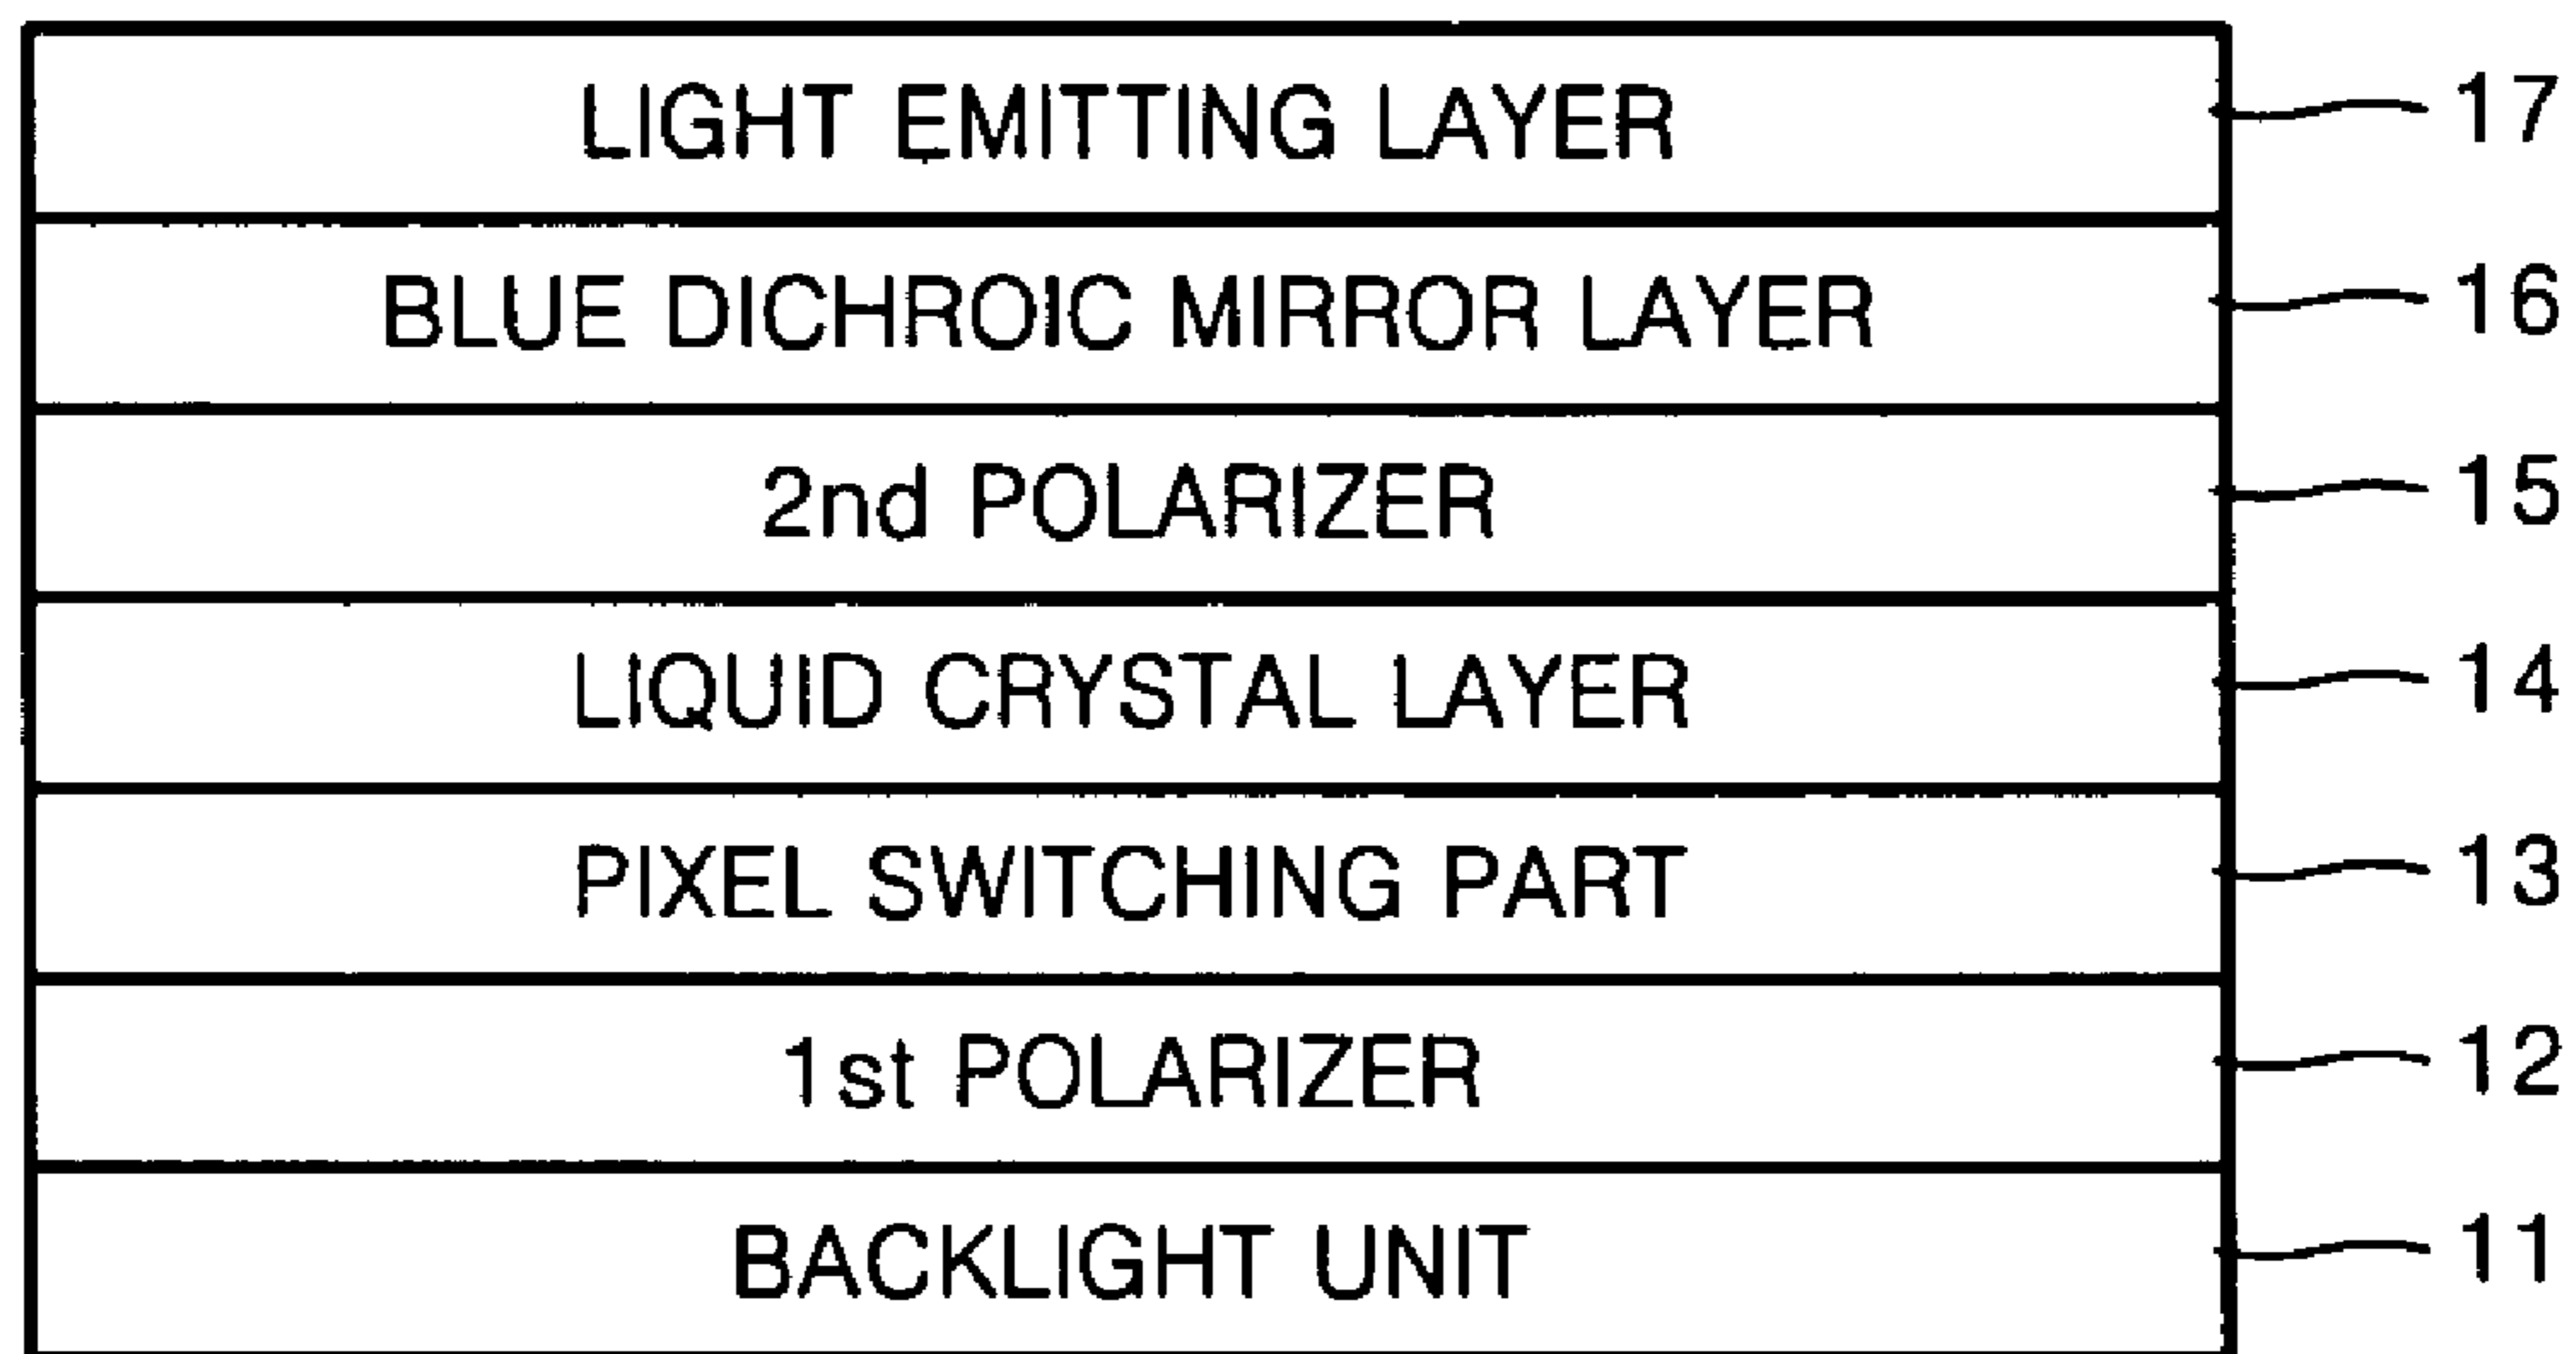 LIGHT EMITTING LAYER 17
BLUE DICHROIC MIRROR LAYER 16
2nd POLARIZER 15
LIQUID CRYSTAL LAYER 14
PIXEL SWITCHING PART 13
1st POLARIZER 12
BACKLIGHT UNIT 11